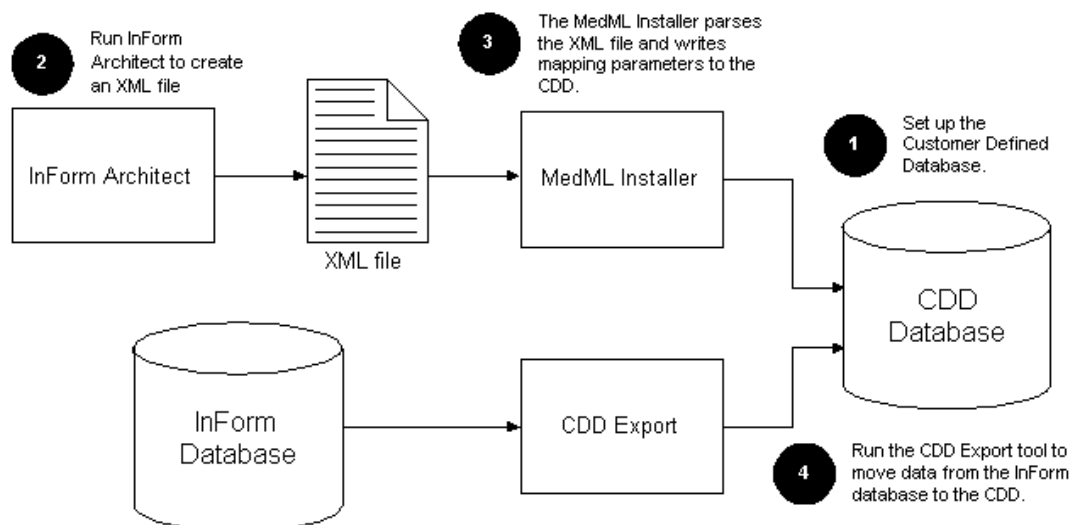 2
Run InForm
Architect to create
an XML file
3
The MedML Installer parses
the XML file and writes
mapping parameters to the
CDD.
1
Set up the
Customer Defined
Database.
InForm Architect
XML file
MedML Installer
CDD
Database
InForm
Database
CDD Export
4
Run the CDD Export tool to
move data from the InForm
database to the CDD.